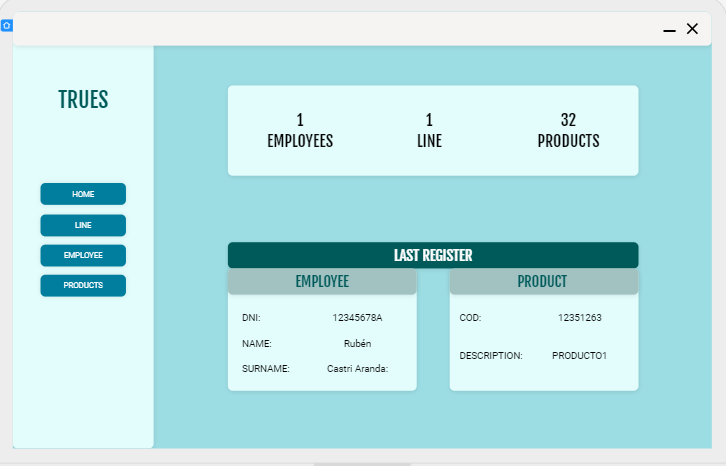 TRUES
HOME
LINE
EMPLOYEE
PRODUCTS
1 1 32
EMPLOYEES LINE PRODUCTS
LAST REGISTER
EMPLOYEE
DNI: 12345678A
NAME: Rubén
SURNAME: Castri Aranda:
PRODUCT
COD: 12351263
DESCRIPTION: PRODUCTO1